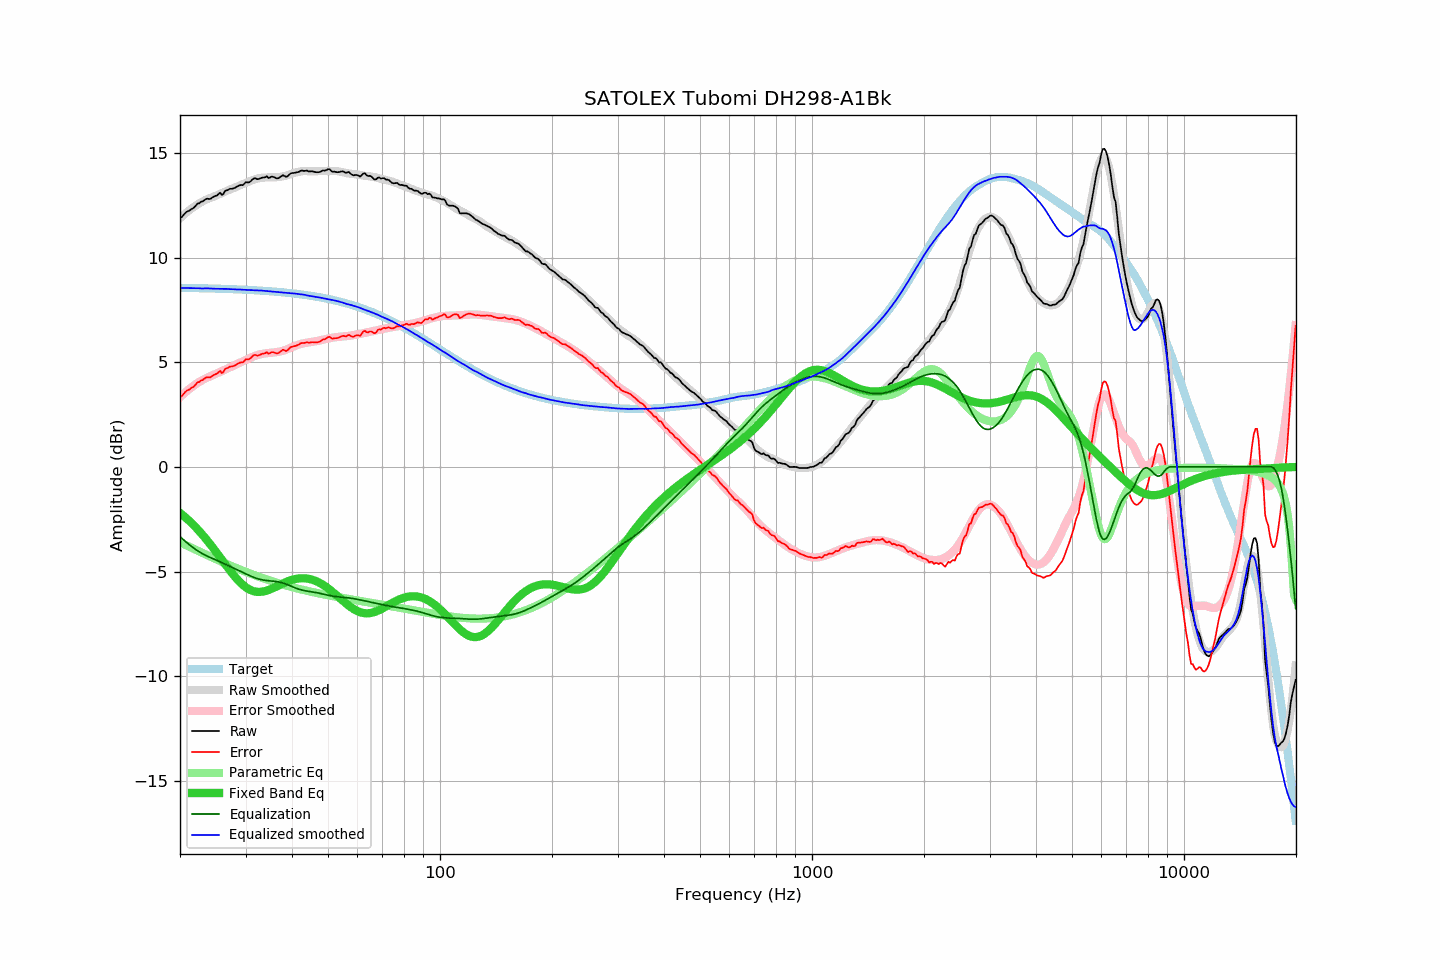 SATOLEX Tubomi DH298-A1Bk
15
10
5
0
−5
−10
−15
Amplitude (dBr)
Target
Raw Smoothed
Error Smoothed
Raw
Error
Parametric Eq
Fixed Band Eq
Equalization
Equalized smoothed
100 1000 10000
Frequency (Hz)